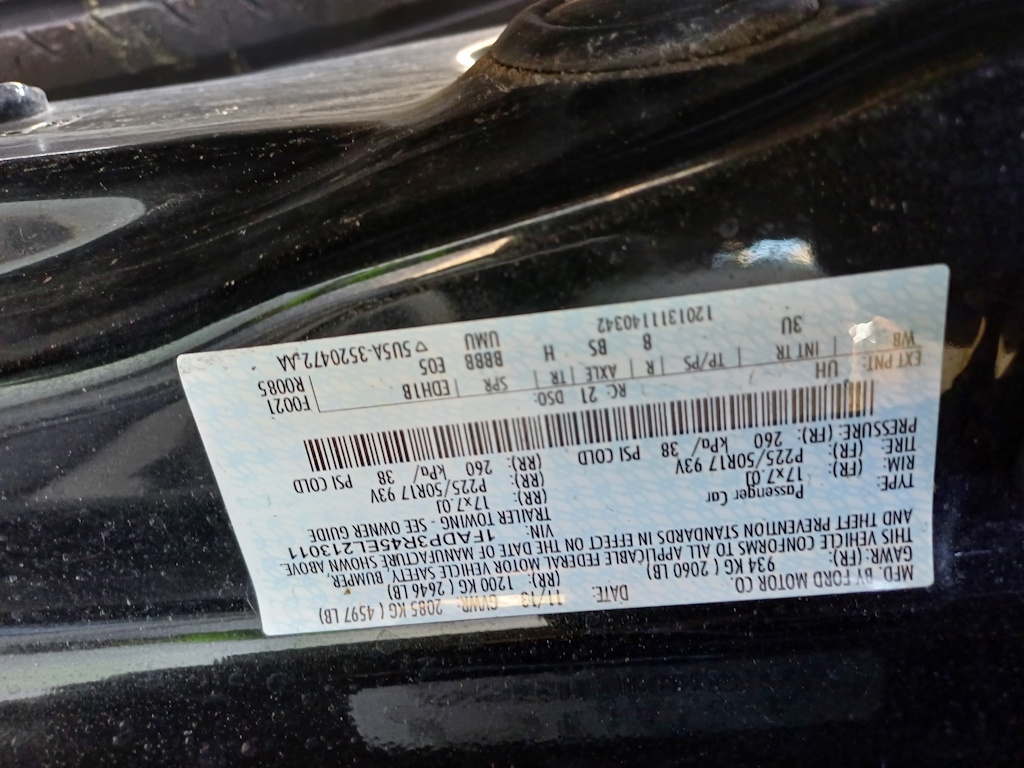 MFD. BY FORD MOTOR CO. DATE: 11/13 GVWR: 2085 KG ( 4597 LB)
GAWR: (FR): 934 KG ( 2060 LB) (RR): 1200 KG ( 2646 LB)
THIS VEHICLE CONFORMS TO ALL APPLICABLE FEDERAL MOTOR VEHICLE SAFETY, BUMPER,
AND THEFT PREVENTION STANDARDS IN EFFECT ON THE DATE OF MANUFACTURE SHOWN ABOVE.
VIN: 1FADP3R45EL213011
TYPE: Passenger Car TRAILER TOWING - SEE OWNER GUIDE
RIM: 17x7.0J (RR): 17x7.0J
TIRE: (FR): P225/50R17 93V (RR): P225/50R17 93V
PRESSURE: (FR): 260 kPa/ 38 PSI COLD (RR): 260 kPa/ 38 PSI COLD
EXT PNT: UH RC: 21 DSO: F0021
WB INT TR TP/PS R AXLE TR SPR EDH1B R0085
3U 8 BS H BBBB E05
1201311140342 UMU ▽ 5U5A-3520472-AA